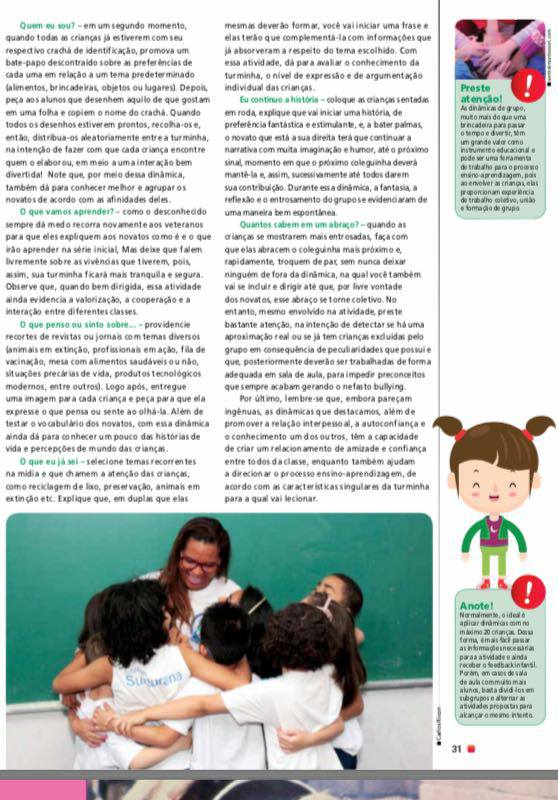 Quem eu sou? – em um segundo momento,
quando todas as crianças já estiverem com seu
respectivo crachá de identificação, promova um
bate-papo descontraído sobre as preferências de
cada uma em relação a um tema predeterminado
(alimentos, brincadeiras, objetos ou lugares). Depois,
peça aos alunos que desenhem aquilo de que gostam
em uma folha e copiem o nome do crachá. Quando
todos os desenhos estiverem prontos, recolha-os e,
então, distribua-os aleatoriamente entre a turminha,
na intenção de fazer com que cada criança encontre
quem o elaborou, em meio a uma interação bem
divertida! Note que, por meio dessa dinâmica,
também dá para conhecer melhor e agrupar os
novatos de acordo com as afinidades deles.
O que vamos aprender? – como o desconhecido
sempre dá medo recorra novamente aos veteranos
para que eles expliquem aos novatos como é e o que
irão aprender na série inicial, Mas deixe que falem
livremente sobre as vivências que tiverem, pois,
assim, sua turminha ficará mais tranquila e segura.
Observe que, quando bem dirigida, essa atividade
ainda evidencia a valorização, a cooperação e a
interação entre diferentes classes.
O que penso ou sinto sobre... – providencie
recortes de revistas ou jornais com temas diversos
(animais em extinção, profissionais em ação, fila de
vacinação, mesa com alimentos saudáveis ou não,
situações precárias de vida, produtos tecnológicos
modernos, entre outros). Logo após, entregue
uma imagem para cada criança e peça para que ela
expresse o que pensa ou sente ao olhá-la. Além de
testar o vocabulário dos novatos, com essa dinâmica
ainda dá para conhecer um pouco das histórias de
vida e percepções de mundo das crianças.
O que eu já sei – selecione temas recorrentes
na mídia e que chamem a atenção das crianças,
como reciclagem de lixo, preservação, animais em
extinção etc. Explique que, em duplas que elas
mesmas deverão formar, você vai iniciar uma frase e
elas terão que complementá-la com informações que
já absorveram a respeito do tema escolhido. Com
essa atividade, dá para avaliar o conhecimento da
turminha, o nível de expressão e de argumentação
individual das crianças.
Eu continuo a história – coloque as crianças sentadas
em roda, explique que vai iniciar uma história, de
preferência fantástica e estimulante, e, a bater palmas,
o novato que está a sua direita terá que continuar a
narrativa com muita imaginação e humor, até o próximo
sinal, momento em que o próximo coleguinha deverá
mantê-la e, assim, sucessivamente até todos darem
sua contribuição. Durante essa dinâmica, a fantasia, a
reflexão e o entrosamento do grupo se evidenciaram de
uma maneira bem espontânea.
Quantos cabem em um abraço? – quando as
crianças se mostrarem mais entrosadas, faça com
que elas abracem o coleguinha mais próximo e,
rapidamente, troquem de par, sem nunca deixar
ninguém de fora da dinâmica, na qual você também
vai se incluir e dirigir até que, por livre vontade
dos novatos, esse abraço se torne coletivo. No
entanto, mesmo envolvido na atividade, preste
bastante atenção, na intenção de detectar se há uma
aproximação real ou se já tem crianças excluídas pelo
grupo em consequência de peculiaridades que possui e
que, posteriormente deverão ser trabalhadas de forma
adequada em sala de aula, para impedir preconceitos
que sempre acabam gerando o nefasto bullying.
Por último, lembre-se que, embora pareçam
ingênuas, as dinâmicas que destacamos, além de
promover a relação interpessoal, a autoconfiança e
o conhecimento um dos outros, têm a capacidade
de criar um relacionamento de amizade e confiança
entre todos da classe, enquanto também ajudam
a direcionar o processo ensino-aprendizagem, de
acordo com as características singulares da turminha
para a qual vai lecionar.
Preste
atenção!
As dinâmicas de grupo,
muito mais do que uma
brincadeira para passar
o tempo e divertir, têm
um grande valor como
instrumento educacional e
pode ser uma ferramenta
de trabalho para o processo
ensino-aprendizagem, pois
ao envolver as crianças, elas
proporcionam experiência
de trabalho coletivo, união
e formação de grupo.
Anote!
Normalmente, o ideal é
aplicar dinâmicas com no
máximo 20 crianças. Dessa
forma, é mais fácil passar
as informações necessárias
para a atividade e ainda
receber o feedback infantil.
Porém, em casos de sala
de aula com muito mais
alunos, basta dividi-los em
subgrupos e alternar as
atividades propostas para
alcançar o mesmo intento.
31